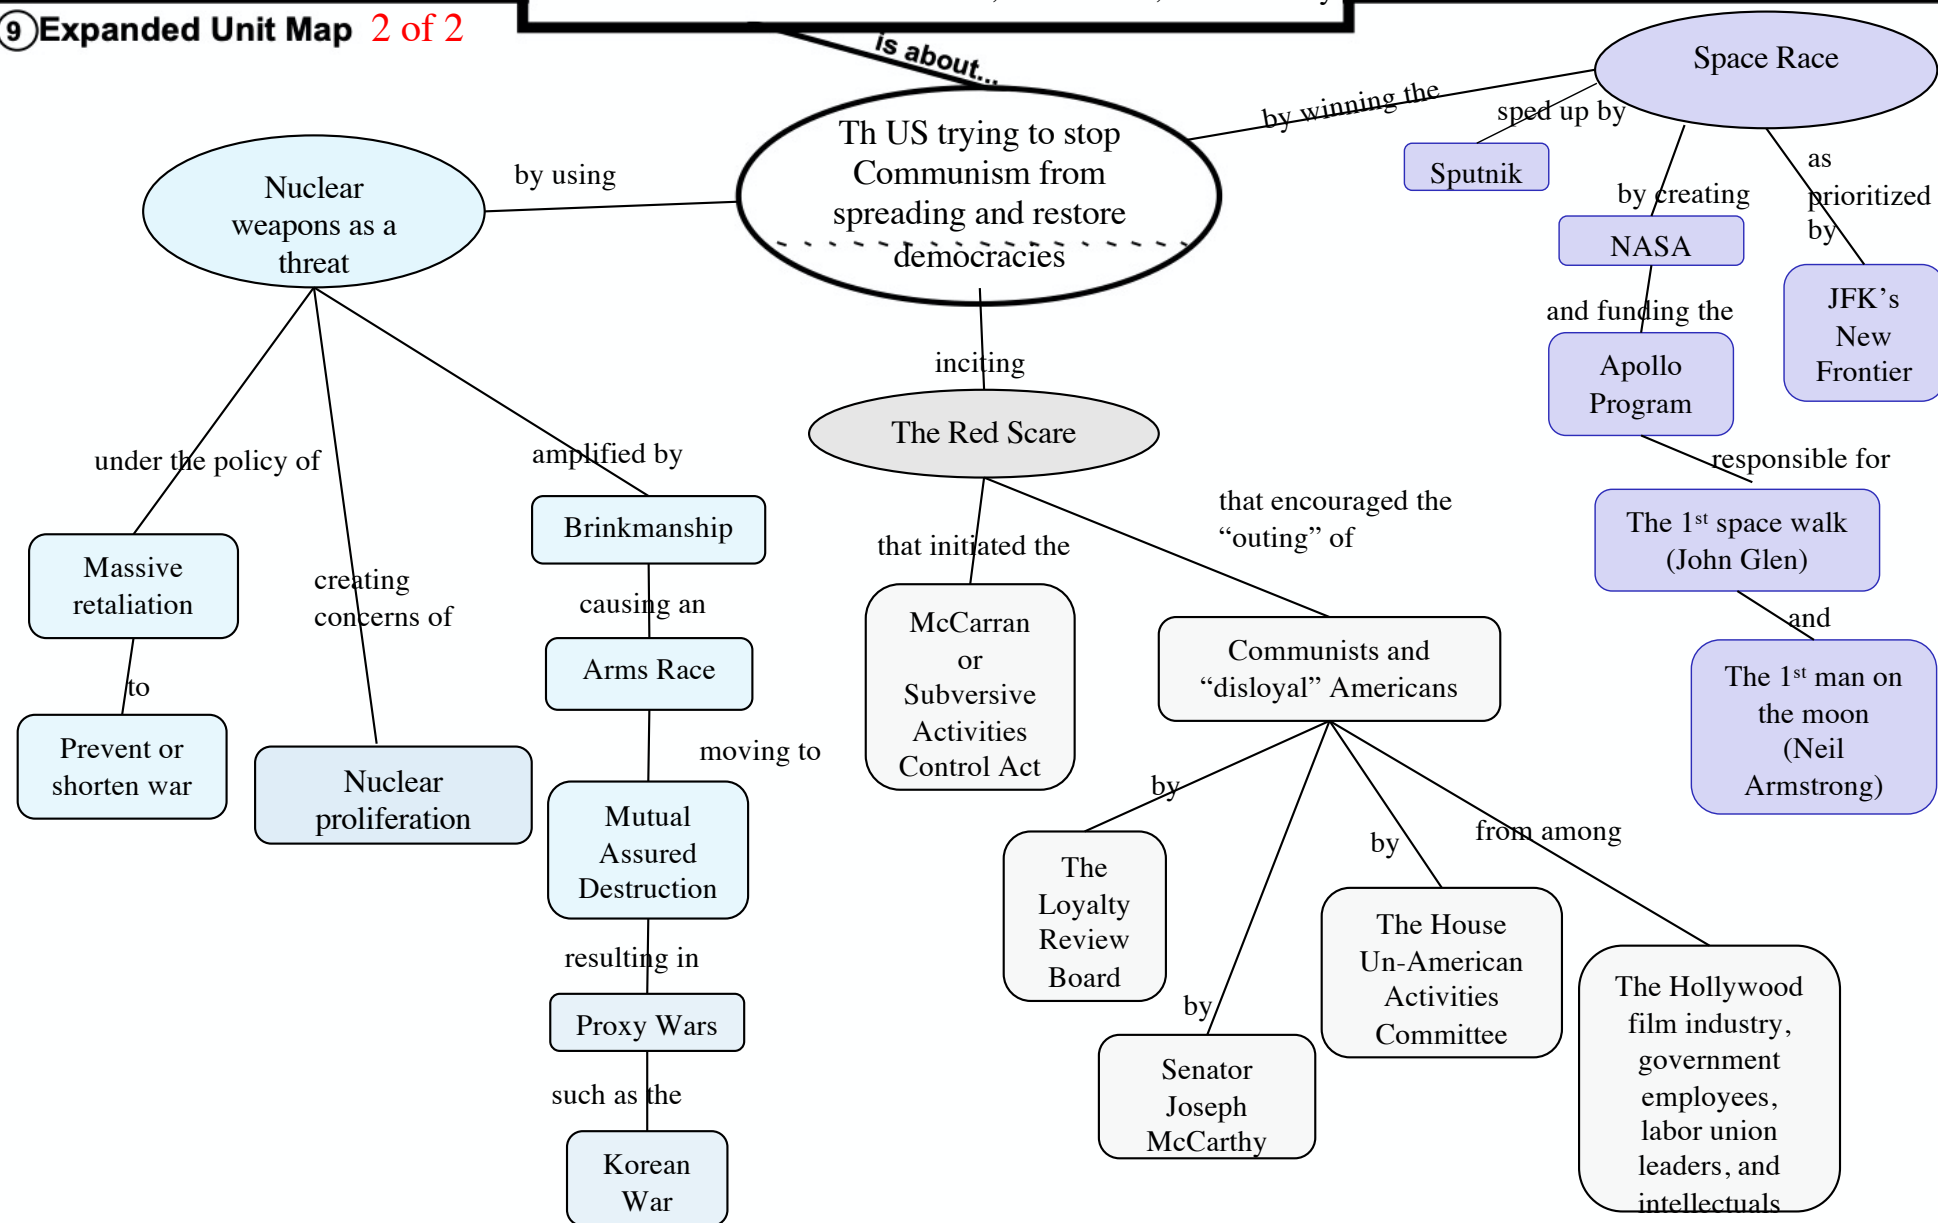 9 Expanded Unit Map 2 of 2
is about...
Th US trying to stop
Communism from
spreading and restore
democracies
by using
Nuclear
weapons as a
threat
under the policy of
Massive
retaliation
to
Prevent or
shorten war
creating
concerns of
Nuclear
proliferation
amplified by
Brinkmanship
causing an
Arms Race
moving to
Mutual
Assured
Destruction
resulting in
Proxy Wars
such as the
Korean
War
inciting
The Red Scare
that initiated the
McCarran
or
Subversive
Activities
Control Act
that encouraged the
“outing” of
Communists and
“disloyal” Americans
by
The
Loyalty
Review
Board
by
Senator
Joseph
McCarthy
by
The House
Un-American
Activities
Committee
from among
The Hollywood
film industry,
government
employees,
labor union
leaders, and
intellectuals
by winning the
Space Race
sped up by
Sputnik
by creating
NASA
and funding the
Apollo
Program
responsible for
The 1st space walk
(John Glen)
and
The 1st man on
the moon
(Neil
Armstrong)
as
prioritized
by
JFK’s
New
Frontier